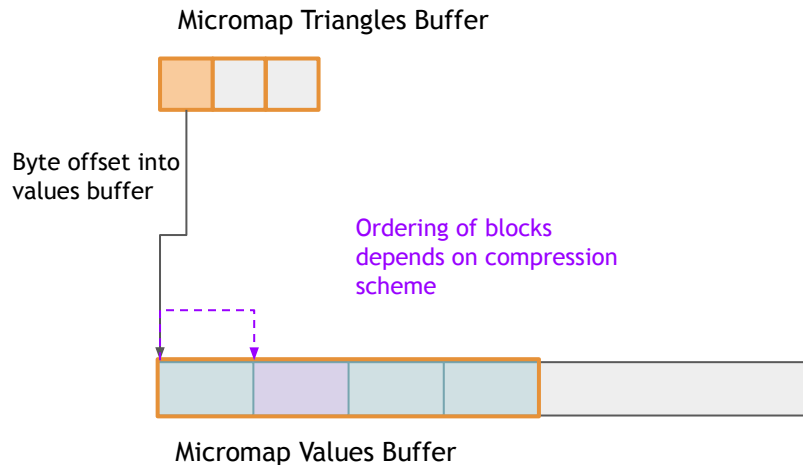 Micromap Triangles Buffer
Byte offset into
values buffer
Ordering of blocks
depends on compression
scheme
Micromap Values Buffer